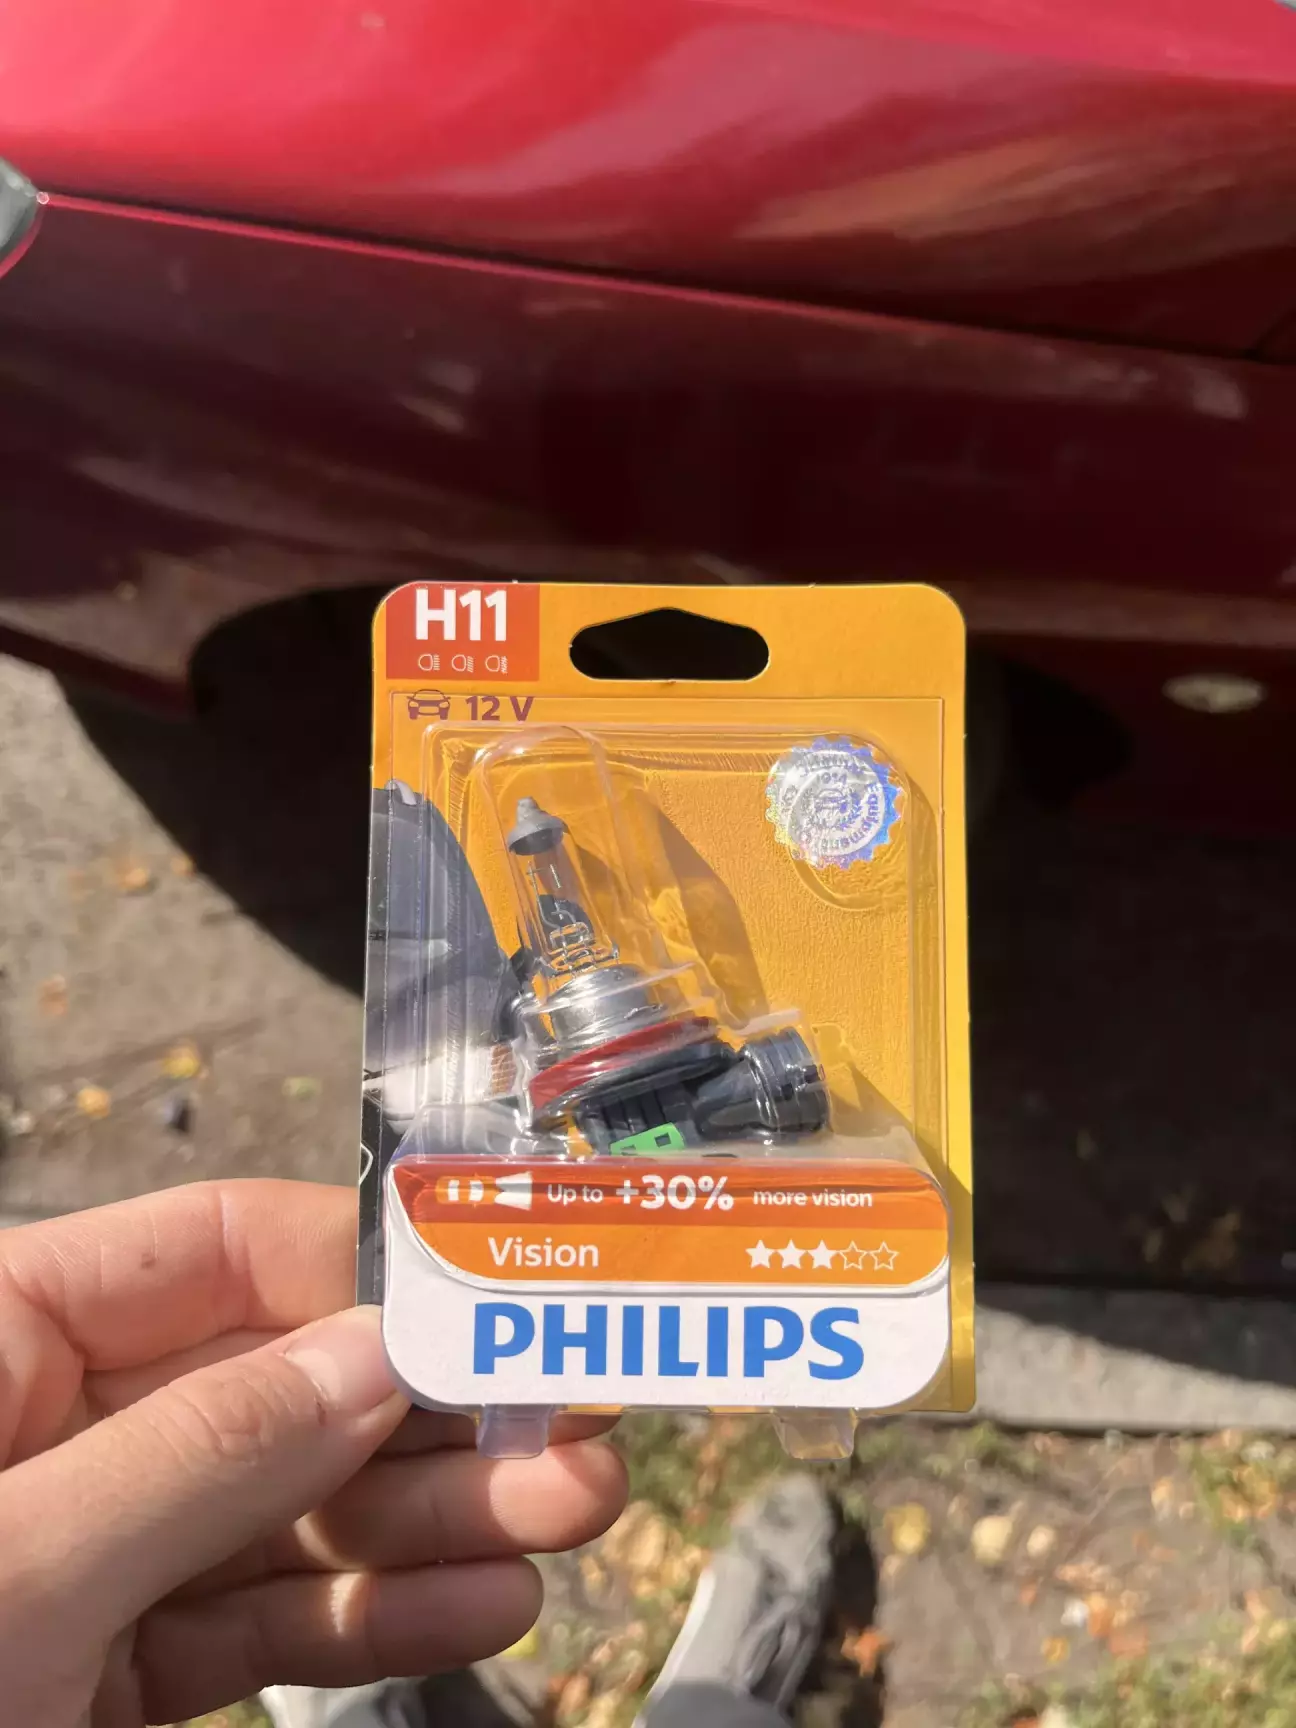 H11
12 V
Up to +30% more vision
Vision
PHILIPS